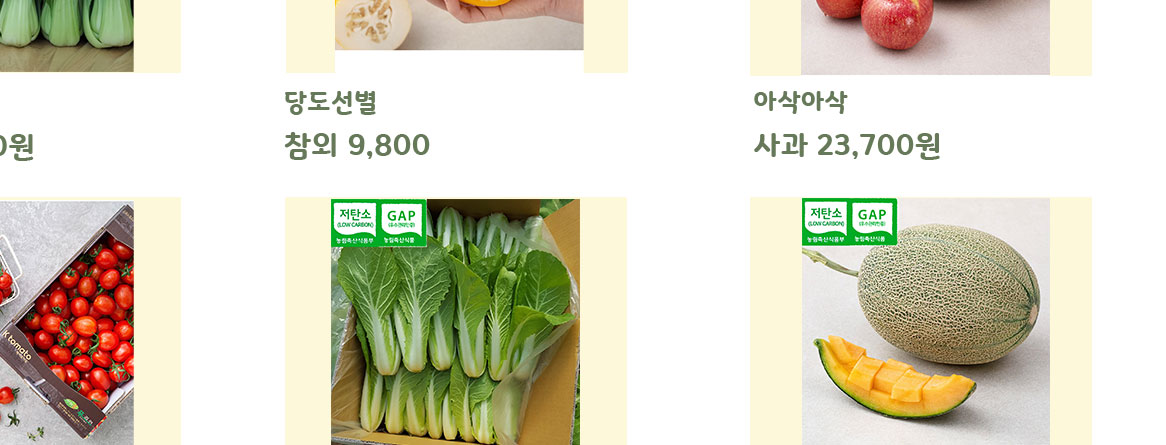 당도선별
아삭아삭
0원
참외 9,800
사과 23,700원
저탄소
(LOW CARBON)
GAP
(우수관리인증)
농림축산식품부
농림축산식품
저탄소
(LOW CARBON)
GAP
(우수관리인증)
농림축산식품부
농림축산식품
K tomato